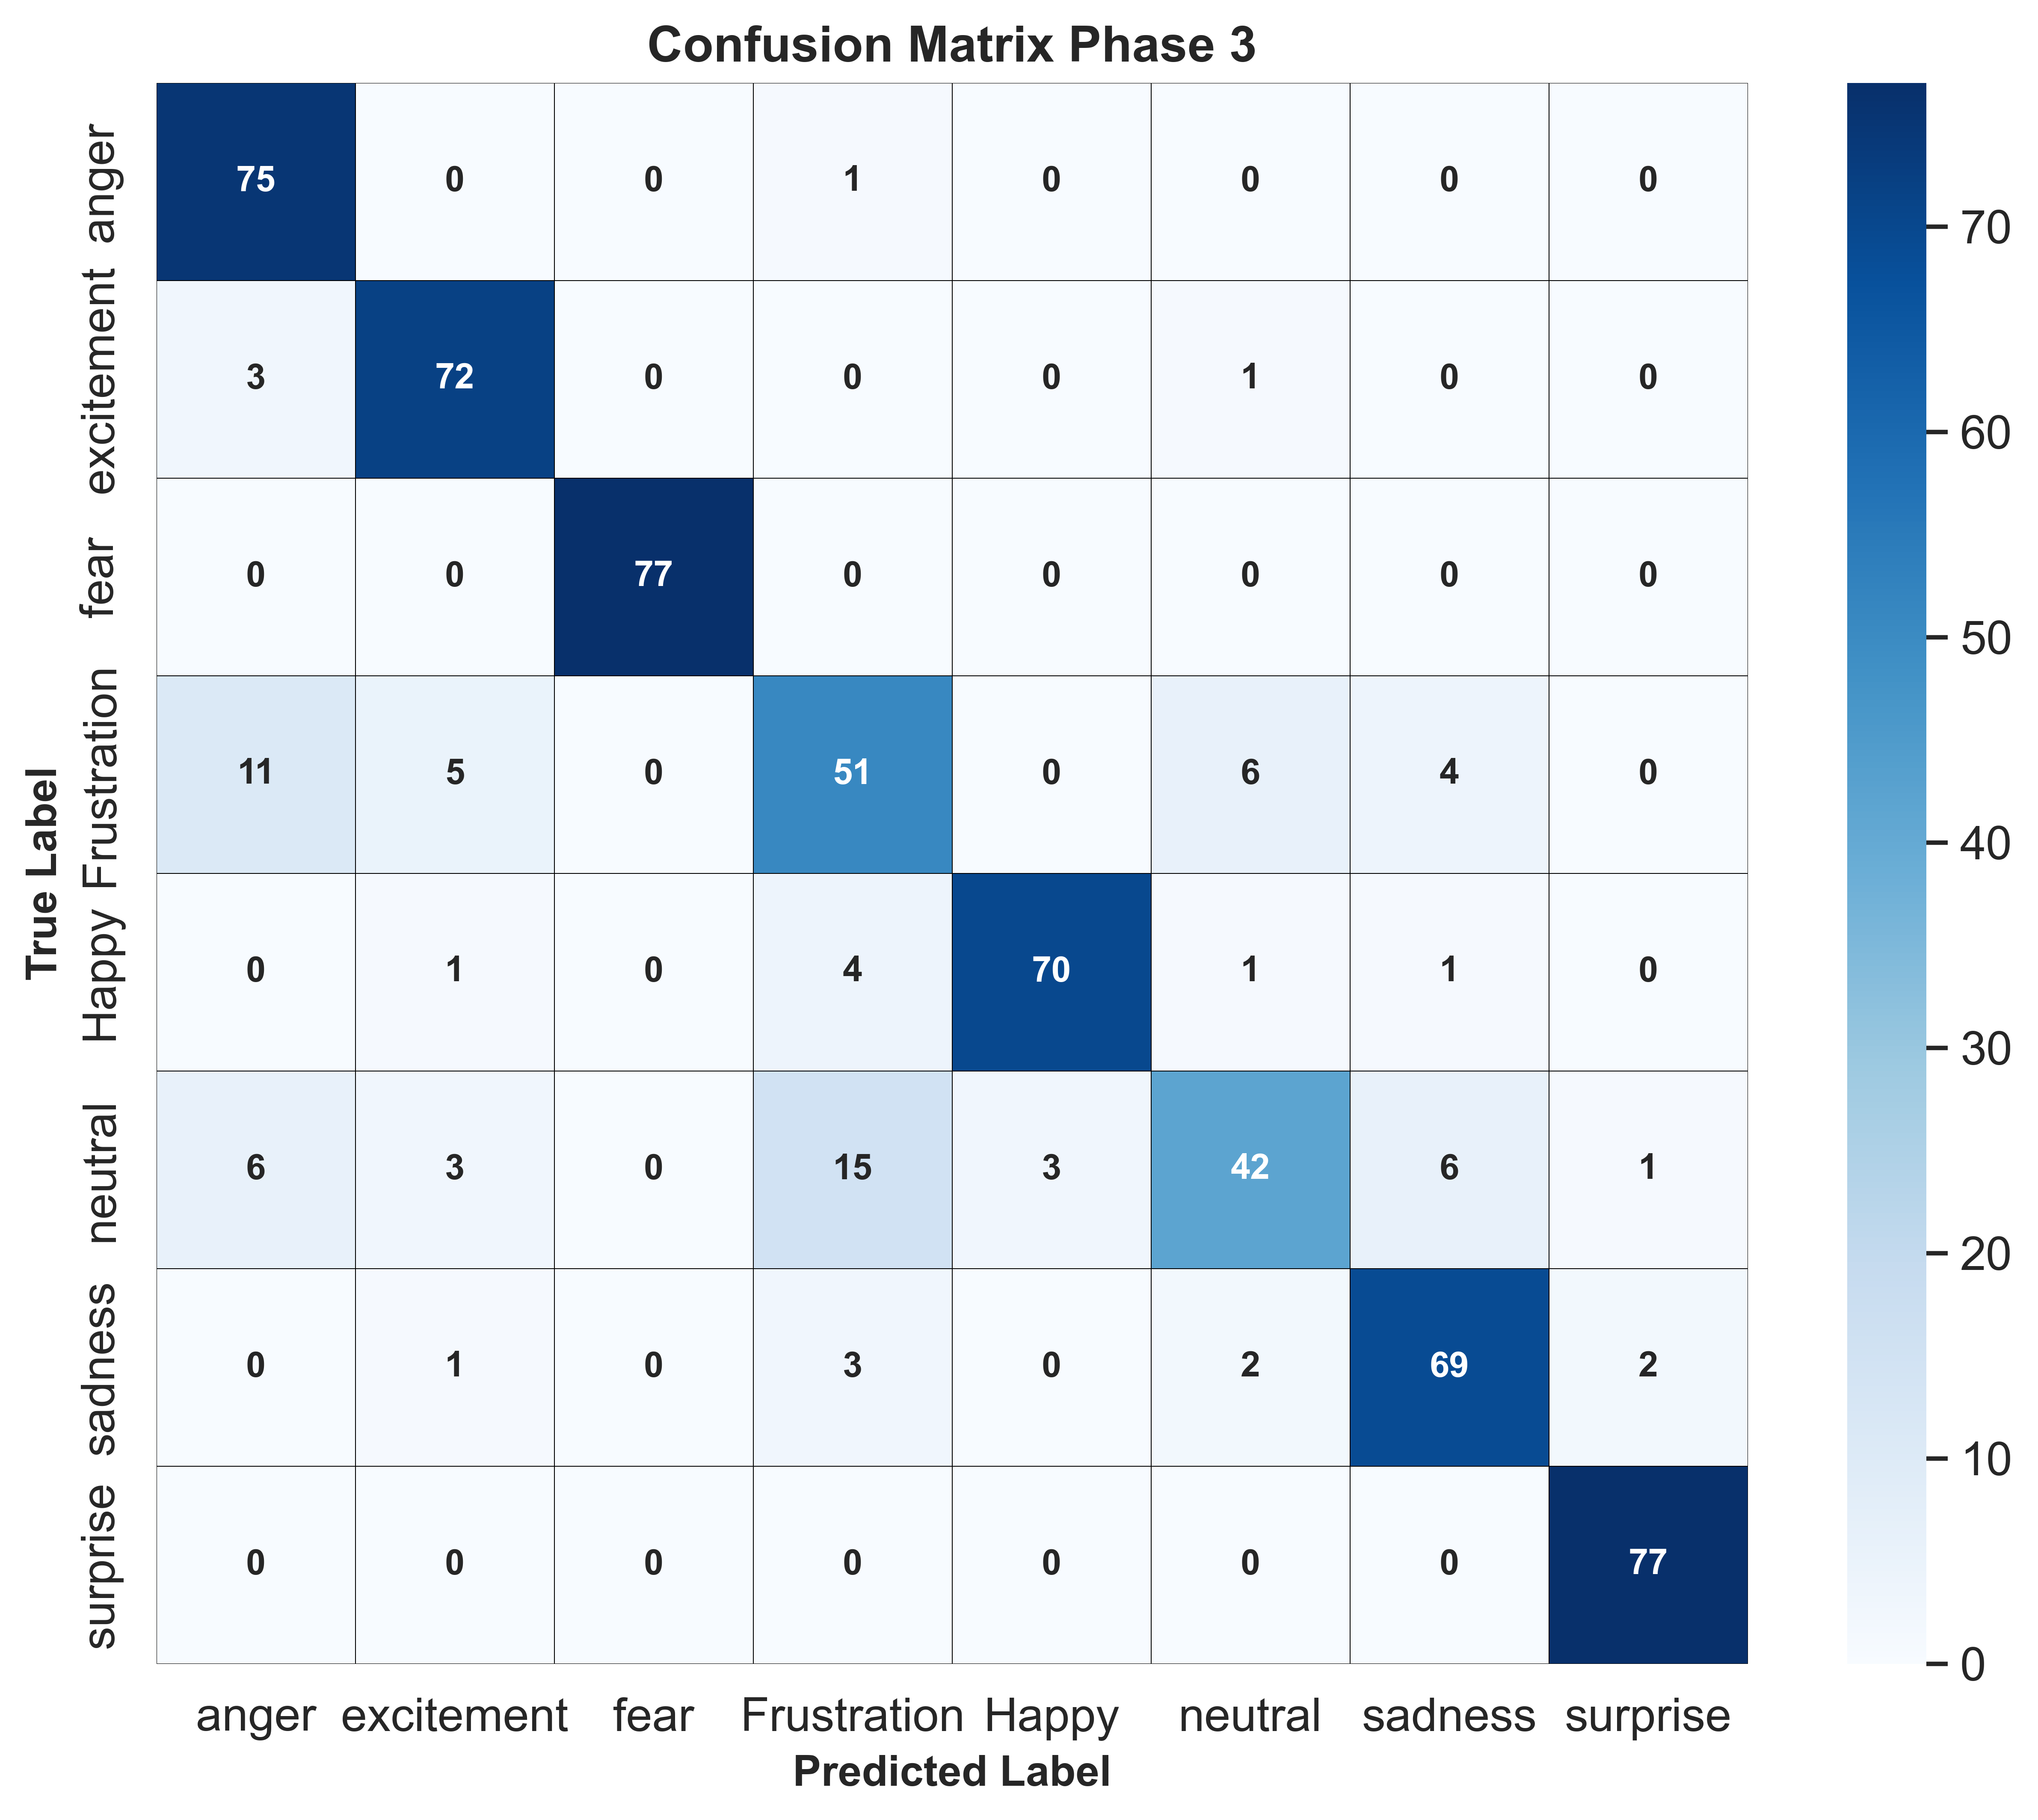 Confusion Matrix Phase 3
True Label
anger 75 0 0 1 0 0 0 0
excitement 3 72 0 0 0 1 0 0
fear 0 0 77 0 0 0 0 0
Frustration 11 5 0 51 0 6 4 0
Happy 0 1 0 4 70 1 1 0
neutral 6 3 0 15 3 42 6 1
sadness 0 1 0 3 0 2 69 2
surprise 0 0 0 0 0 0 0 77
anger excitement fear Frustration Happy neutral sadness surprise
Predicted Label
70
60
50
40
30
20
10
0